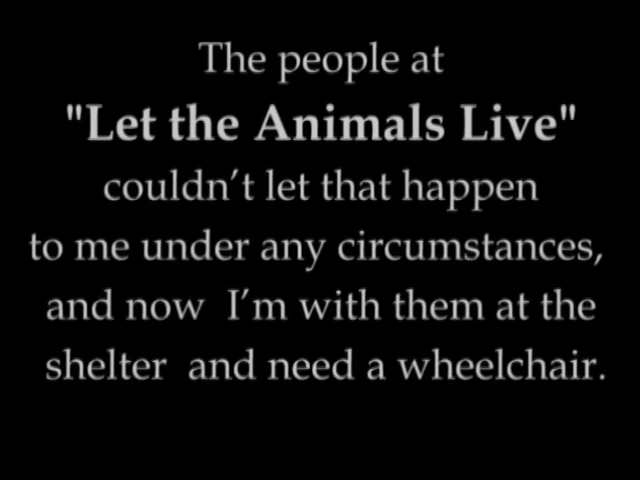 The people at
"Let the Animals Live"
couldn’t let that happen
to me under any circumstances,
and now I’m with them at the
shelter and need a wheelchair.